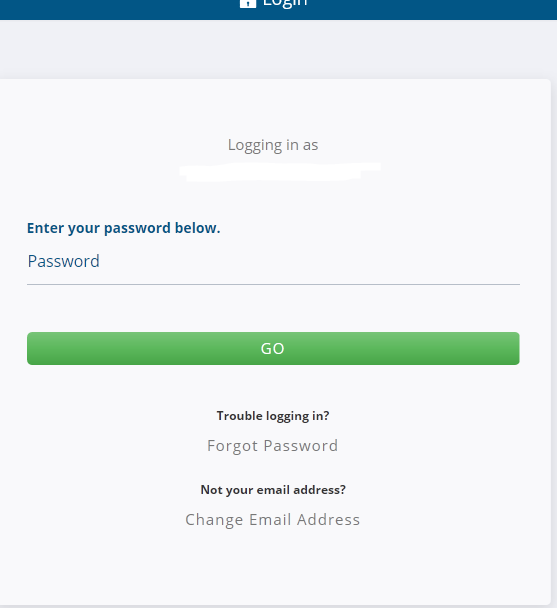 Login
Logging in as
Enter your password below.
Password
GO
Trouble logging in?
Forgot Password
Not your email address?
Change Email Address